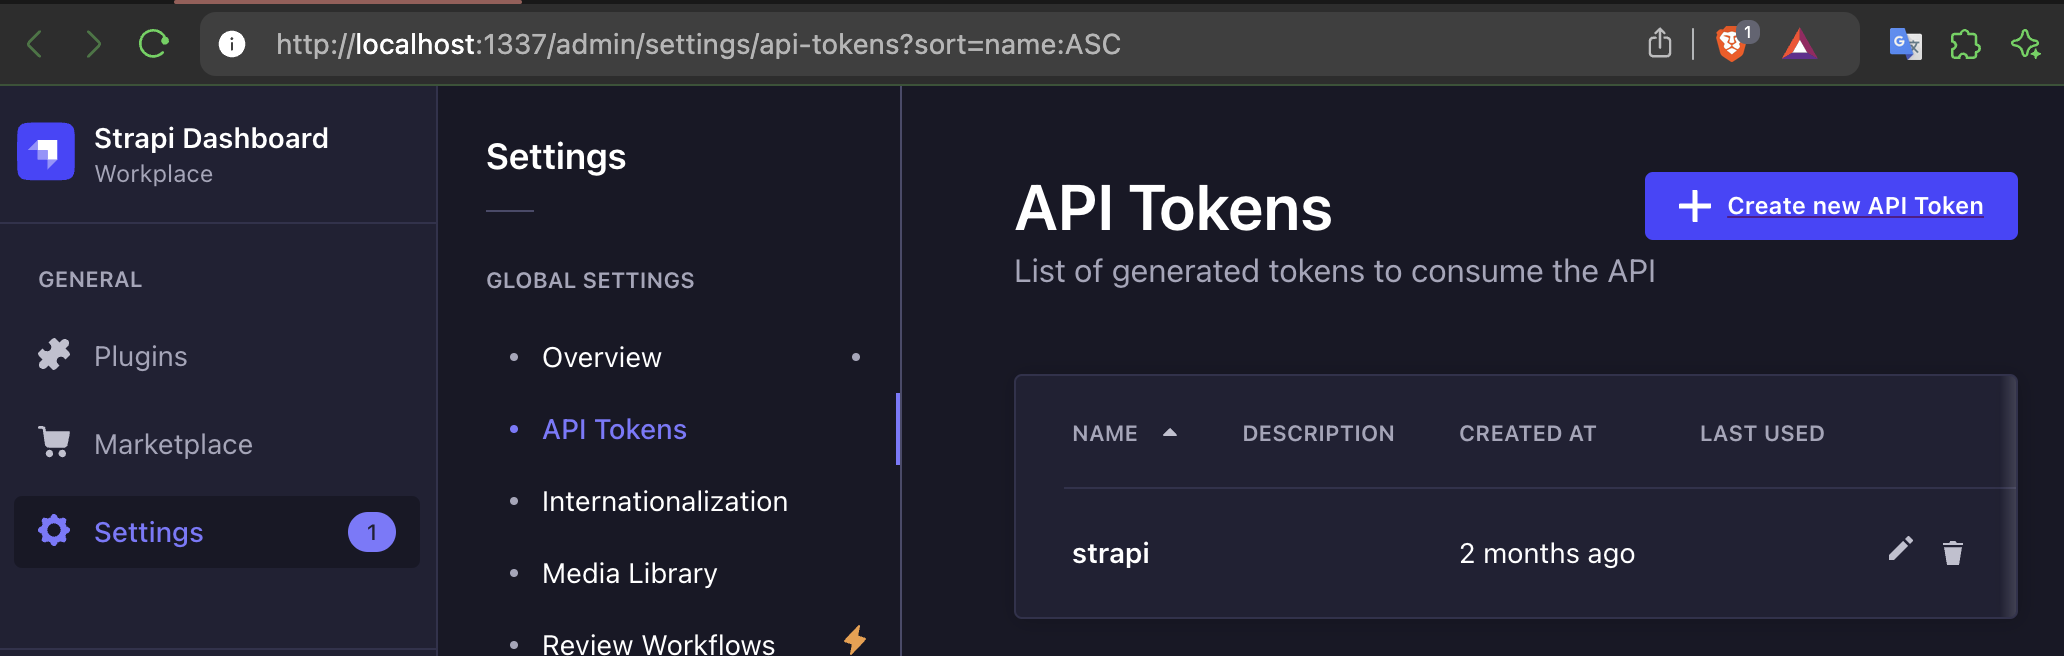 http://localhost:1337/admin/settings/api-tokens?sort=name:ASC
1
Strapi Dashboard
Workplace
GENERAL
Plugins
Marketplace
Settings
1
Settings
GLOBAL SETTINGS
Overview
API Tokens
Internationalization
Media Library
Review Workflows
API Tokens
Create new API Token
List of generated tokens to consume the API
NAME DESCRIPTION CREATED AT LAST USED
strapi 2 months ago